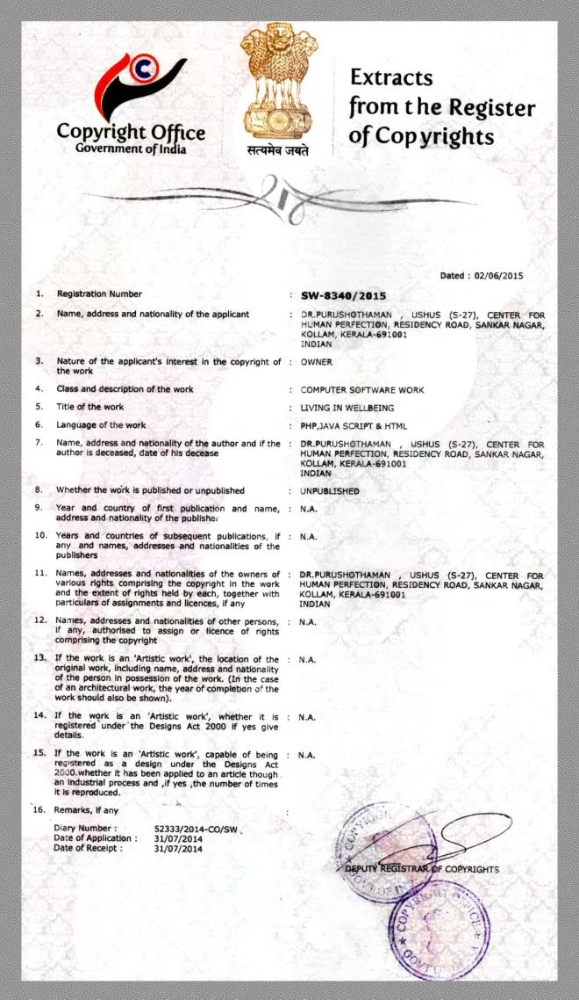 Copyright Office
Government of India
सत्यमेव जयते
Extracts
from the Register
of Copyrights
Dated : 02/06/2015
1. Registration Number : SW-8340/2015
2. Name, address and nationality of the applicant : DR.PURUSHOTHAMAN , USHUS (S-27), CENTER FOR
HUMAN PERFECTION, RESIDENCY ROAD, SANKAR NAGAR,
KOLLAM, KERALA-691001
INDIAN
3. Nature of the applicant's interest in the copyright of : OWNER
the work
4. Class and description of the work : COMPUTER SOFTWARE WORK
5. Title of the work : LIVING IN WELLBEING
6. Language of the work : PHP,JAVA SCRIPT & HTML
7. Name, address and nationality of the author and if the : DR.PURUSHOTHAMAN , USHUS (S-27), CENTER FOR
author is deceased, date of his decease HUMAN PERFECTION, RESIDENCY ROAD, SANKAR NAGAR,
KOLLAM, KERALA-691001
INDIAN
8. Whether the work is published or unpublished : UNPUBLISHED
9. Year and country of first publication and name, : N.A.
address and nationality of the publisher
10. Years and countries of subsequent publications, if : N.A.
any and names, addresses and nationalities of the
publishers
11. Names, addresses and nationalities of the owners of : DR.PURUSHOTHAMAN , USHUS (S-27), CENTER FOR
various rights comprising the copyright in the work HUMAN PERFECTION, RESIDENCY ROAD, SANKAR NAGAR,
and the extent of rights held by each, together with KOLLAM, KERALA-691001
particulars of assignments and licences, if any INDIAN
12. Names, addresses and nationalities of other persons, : N.A.
if any, authorised to assign or licence of rights
comprising the copyright
13. If the work is an 'Artistic work', the location of the : N.A.
original work, including name, address and nationality
of the person in possession of the work. (In the case
of an architectural work, the year of completion of the
work should also be shown).
14. If the work is an 'Artistic work', whether it is : N.A.
registered under the Designs Act 2000 if yes give
details.
15. If the work is an 'Artistic work', capable of being : N.A.
registered as a design under the Designs Act
2000.whether it has been applied to an article though
an industrial process and ,if yes ,the number of times
it is reproduced.
16. Remarks, if any :
Diary Number : 52333/2014-CO/SW
Date of Application : 31/07/2014
Date of Receipt : 31/07/2014
DEPUTY REGISTRAR OF COPYRIGHTS
COPYRIGHT OFFICE